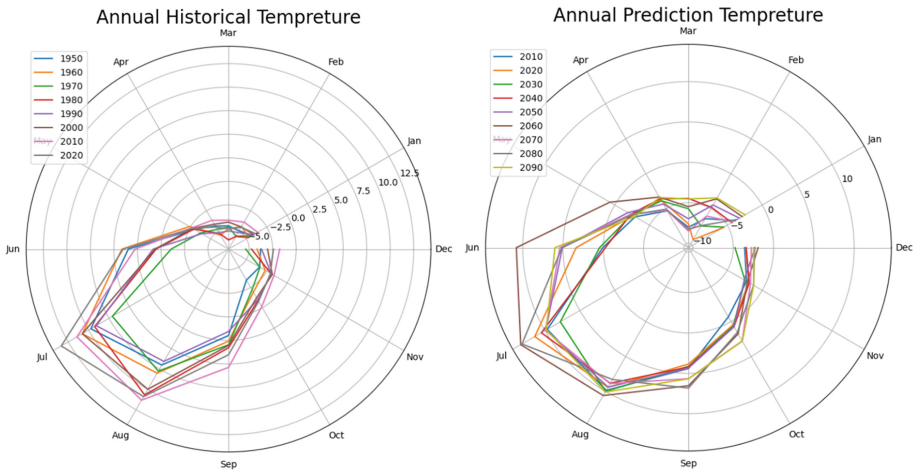 Annual Historical Tempreture
Mar
Apr
Feb
1950
1960
1970
1980
1990
2000
2010
2020
May
Jan
12.5
10.0
7.5
5.0
2.5
0.0
−2.5
−5.0
Jun
Dec
Jul
Nov
Aug
Oct
Sep
Annual Prediction Tempreture
Mar
Apr
Feb
2010
2020
2030
2040
2050
2060
2070
2080
2090
May
Jan
10
5
0
−5
−10
Jun
Dec
Jul
Nov
Aug
Oct
Sep